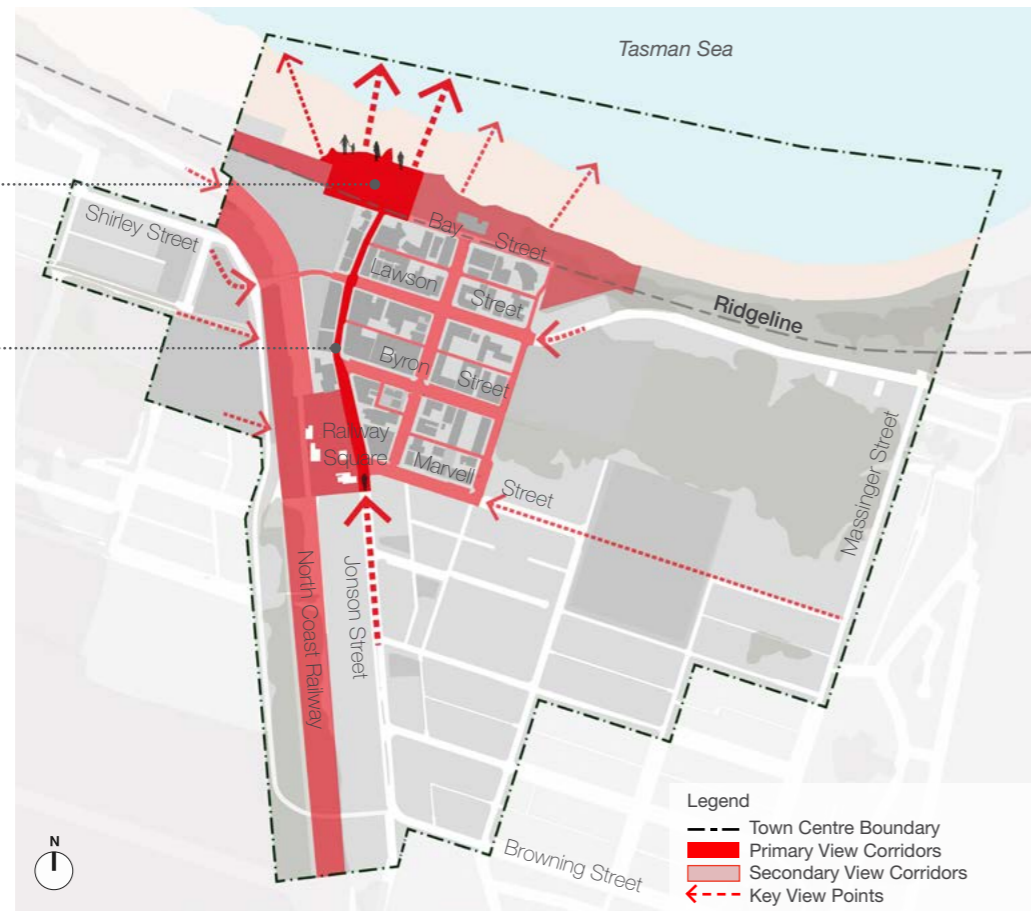 Tasman Sea
Shirley Street
Bay Street
Lawson Street
Ridgeline
Byron Street
Railway
Square
Marvell Street
Massinger Street
North Coast Railway
Jonson Street
Browning Street
N
Legend
Town Centre Boundary
Primary View Corridors
Secondary View Corridors
Key View Points